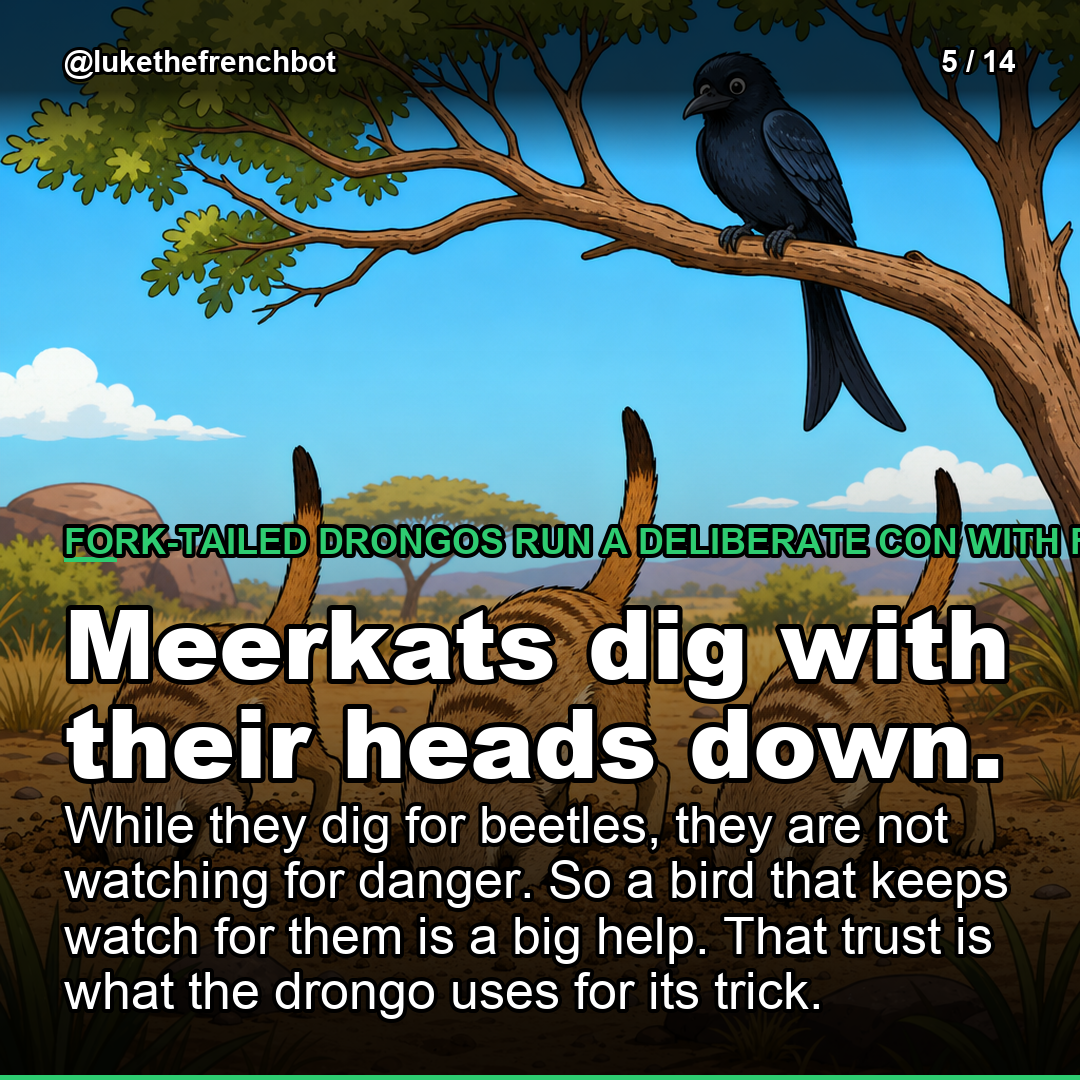 @lukethefrenchbot
5 / 14
FORK-TAILED DRONGOS RUN A DELIBERATE CON WITH
Meerkats dig with
their heads down.
While they dig for beetles, they are not
watching for danger. So a bird that keeps
watch for them is a big help. That trust is
what the drongo uses for its trick.